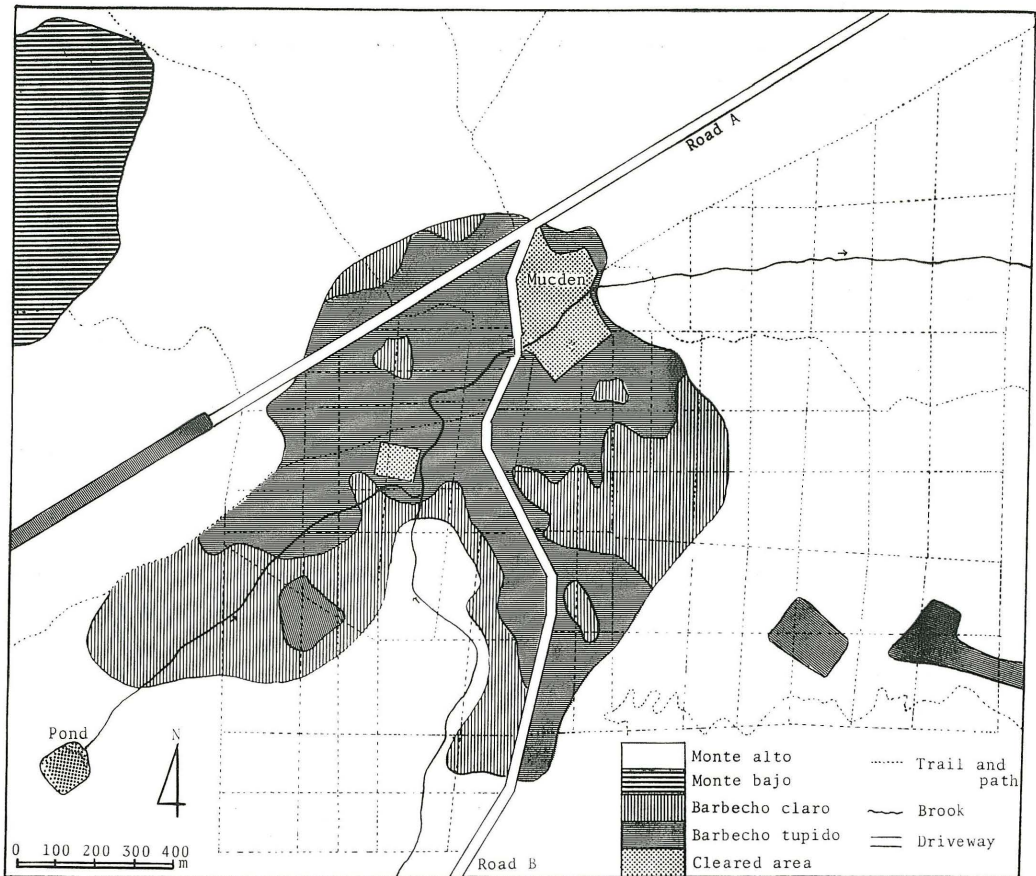 Road A
Mucden
Pond
N
0 100 200 300 400
m
Road B
Monte alto
Monte bajo
Barbecho claro
Barbecho tupido
Cleared area
Trail and
path
Brook
Driveway